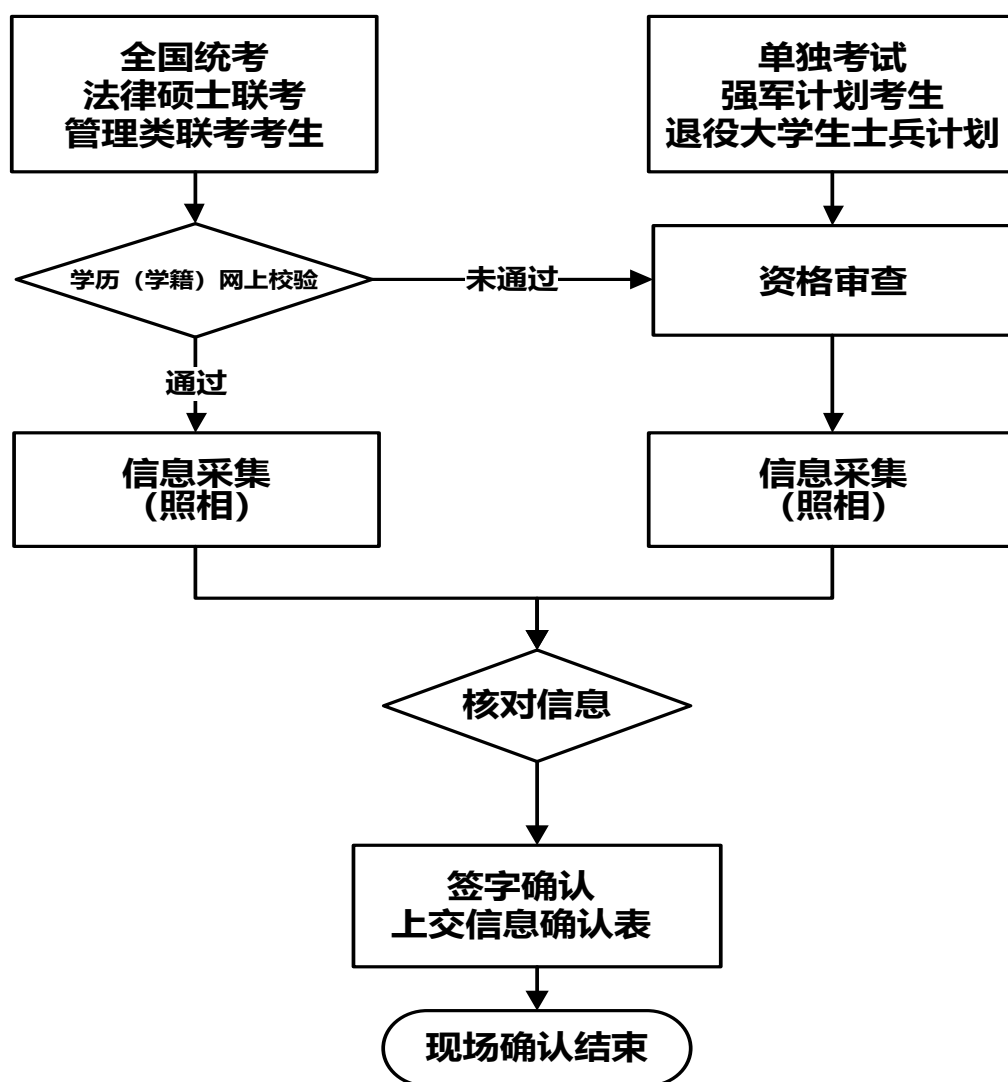 全国统考
法律硕士联考
管理类联考考生
单独考试
强军计划考生
退役大学生士兵计划
学历（学籍）网上校验
未通过
资格审查
通过
信息采集
(照相）
信息采集
(照相）
核对信息
签字确认
上交信息确认表
现场确认结束